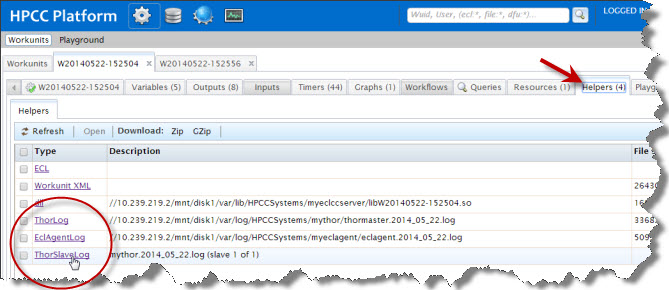 HPCC Platform
Wuid, User, (ecl:*, file:*, dfu:*,...
LOGGED IN
Workunits Playground
Workunits W20140522-152504 × W20140522-152556 ×
W20140522-152504 Variables (5) Outputs (8) Inputs Timers (44) Graphs (1) Workflows Queries Resources (1) Helpers (4)
Helpers
Refresh Open Download: Zip GZip
Type Description
ECL
Workunit XML 26430
dll //10.239.219.2/mnt/disk1/var/lib/HPCCSystems/myeclccserver/libW20140522-152504.so
ThorLog //10.239.219.2/mnt/disk1/var/log/HPCCSystems/mythor/thormaster.2014_05_22.log 3368
EclAgentLog //10.239.219.2/mnt/disk1/var/log/HPCCSystems/myeclagent/eclagent.2014_05_22.log 509
ThorSlaveLog mythor.2014_05_22.log (slave 1 of 1)